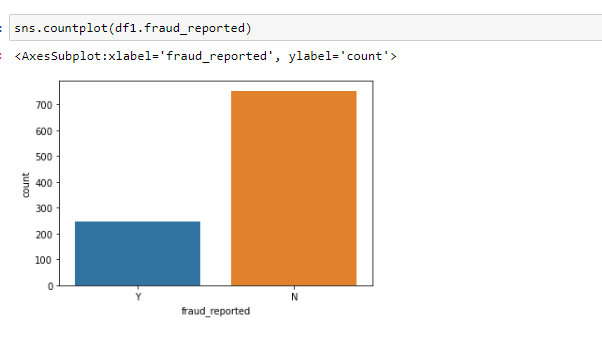 sns.countplot(df1.fraud_reported)
<AxesSubplot:xlabel='fraud_reported', ylabel='count'>
700
600
500
400
300
200
100
0
count
Y N
fraud_reported